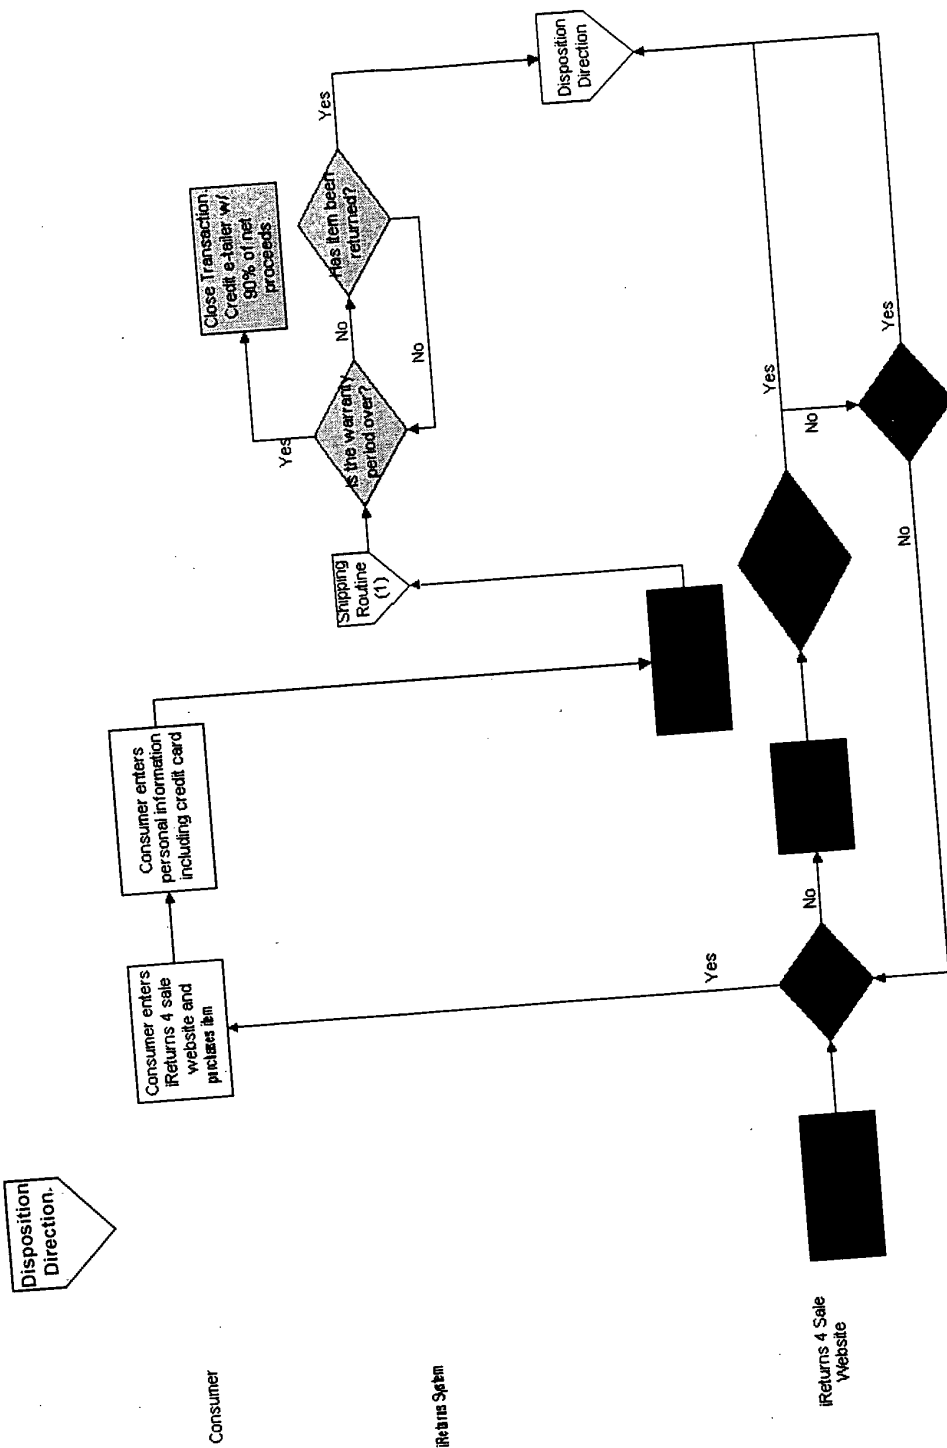 Disposition
Direction.
Consumer
Consumer enters
iReturns 4 sale
website and
purchases item
Consumer enters
personal information
including credit card
Close Transaction.
Credit e-tailer w/
90% of net
proceeds
iReturns System
Shipping
Routine
(1)
Is the warranty
period over?
Yes
No
Has item been
returned?
No
Yes
Disposition
Direction
iReturns 4 Sale
Website
Yes
No
Yes
No
Yes
No